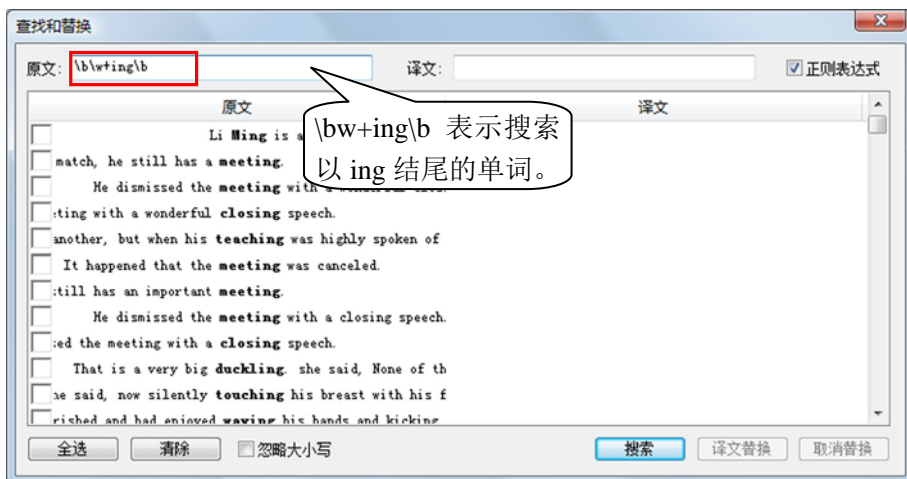 查找和替换
原文: \b\w+ing\b 译文: 正则表达式
原文 译文
Li Ming is a
match, he still has a meeting.
He dismissed the meeting with a wonderful
ting with a wonderful closing speech.
another, but when his teaching was highly spoken of
It happened that the meeting was canceled.
till has an important meeting.
He dismissed the meeting with a closing speech.
ed the meeting with a closing speech.
That is a very big duckling. she said, None of th
he said, now silently touching his breast with his f
rished and had enjoyed waving his hands and kicking
\bw+ing\b 表示搜索
以 ing 结尾的单词。
全选 清除 忽略大小写 搜索 译文替换 取消替换